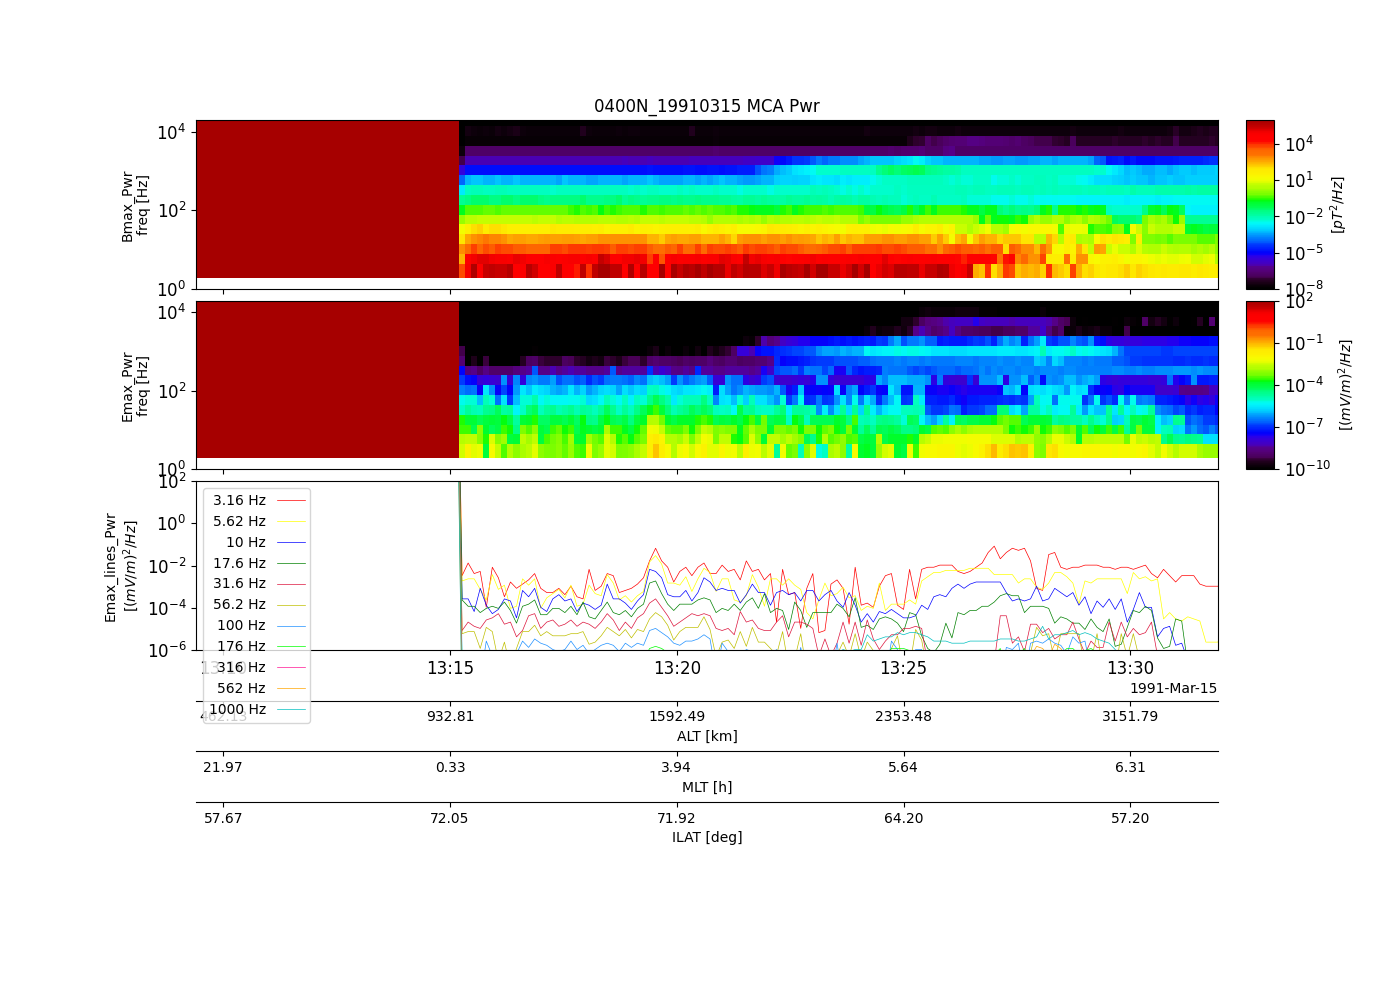 0400N_19910315 MCA Pwr
Bmax_Pwr
freq [Hz]
10^4
10^2
10^0
10^4
10^1
10^-2
10^-5
10^-8
[pT^2/Hz]
Emax_Pwr
freq [Hz]
10^4
10^2
10^0
10^2
10^-1
10^-4
10^-7
10^-10
[(mV/m)^2/Hz]
Emax_lines_Pwr
[(mV/m)^2/Hz]
10^2
10^0
10^-2
10^-4
10^-6
3.16 Hz
5.62 Hz
10 Hz
17.6 Hz
31.6 Hz
56.2 Hz
100 Hz
176 Hz
316 Hz
562 Hz
1000 Hz
13:10 13:15 13:20 13:25 13:30
1991-Mar-15
462.13 932.81 1592.49 2353.48 3151.79
ALT [km]
21.97 0.33 3.94 5.64 6.31
MLT [h]
57.67 72.05 71.92 64.20 57.20
ILAT [deg]